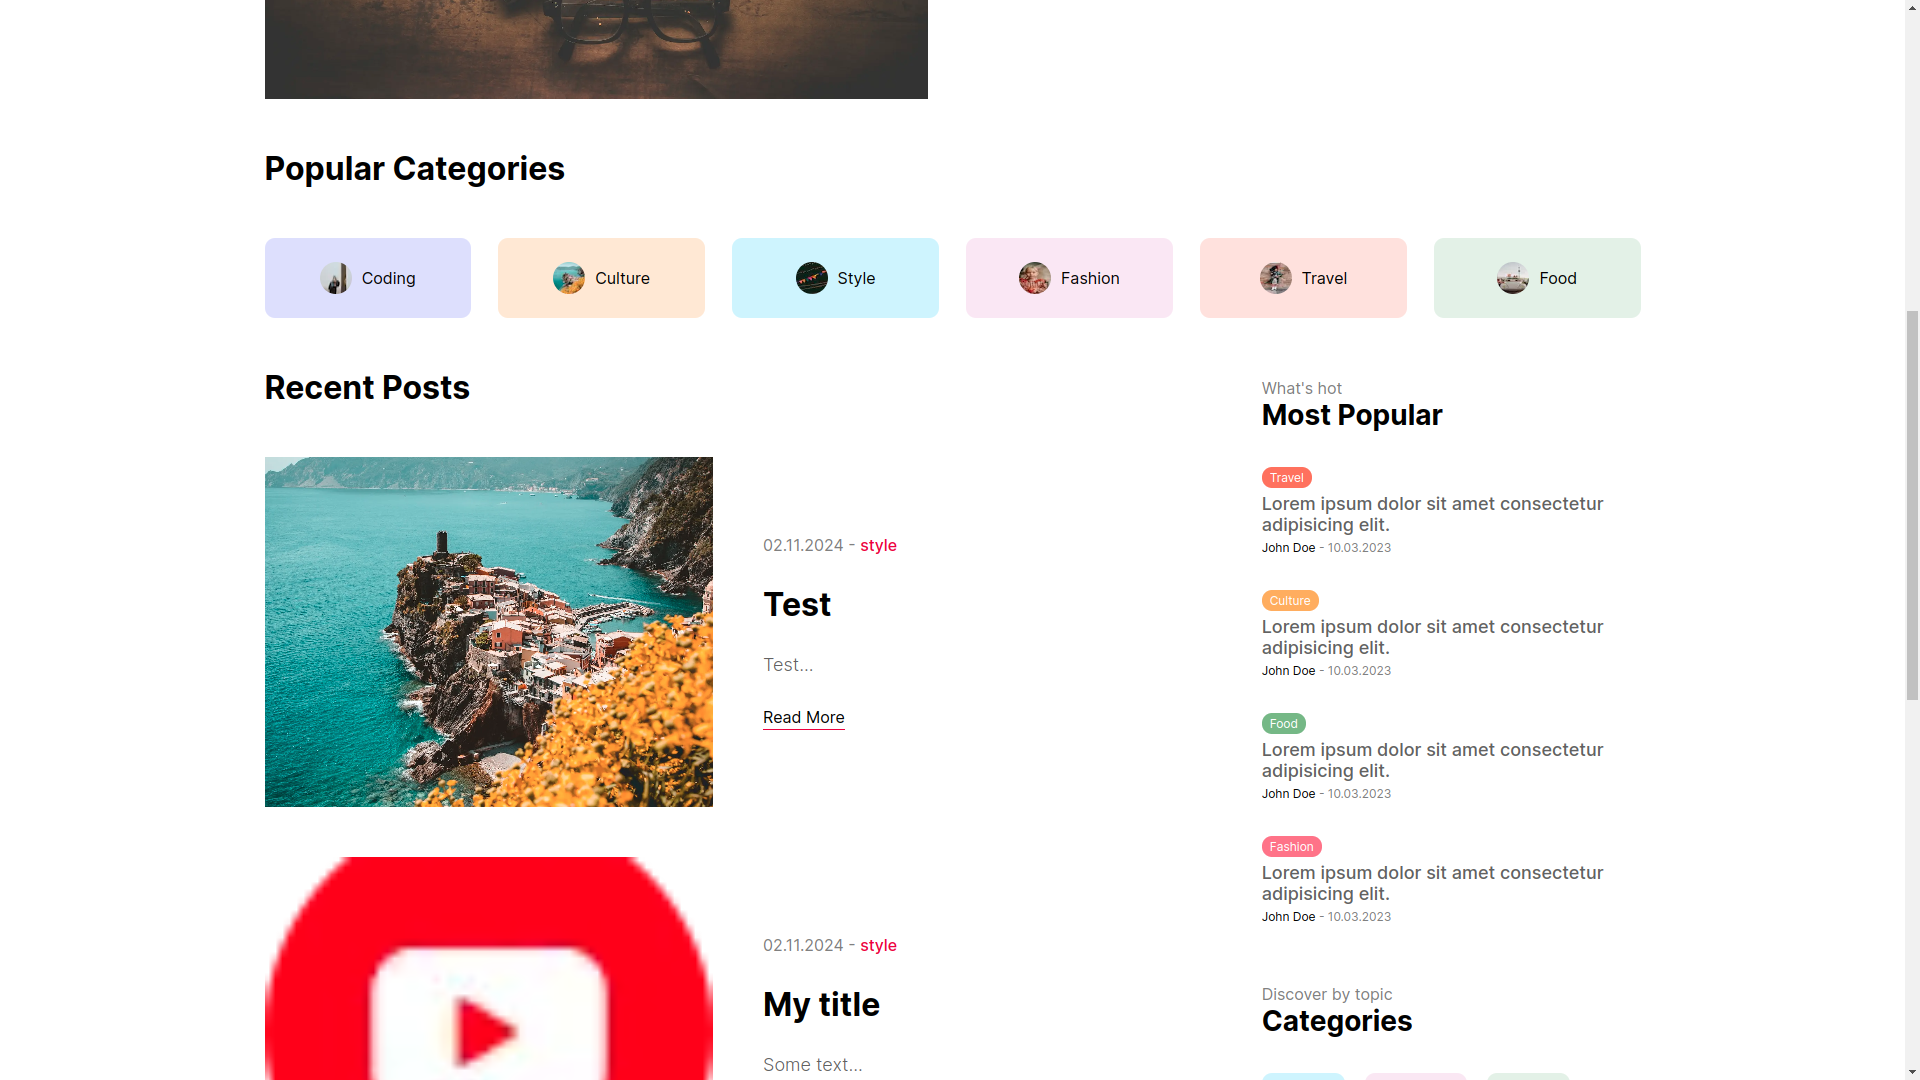 Popular Categories
Coding
Culture
Style
Fashion
Travel
Food
Recent Posts
02.11.2024 - style
Test
Test...
Read More
02.11.2024 - style
My title
Some text...
What's hot
Most Popular
Travel
Lorem ipsum dolor sit amet consectetur
adipisicing elit.
John Doe - 10.03.2023
Culture
Lorem ipsum dolor sit amet consectetur
adipisicing elit.
John Doe - 10.03.2023
Food
Lorem ipsum dolor sit amet consectetur
adipisicing elit.
John Doe - 10.03.2023
Fashion
Lorem ipsum dolor sit amet consectetur
adipisicing elit.
John Doe - 10.03.2023
Discover by topic
Categories